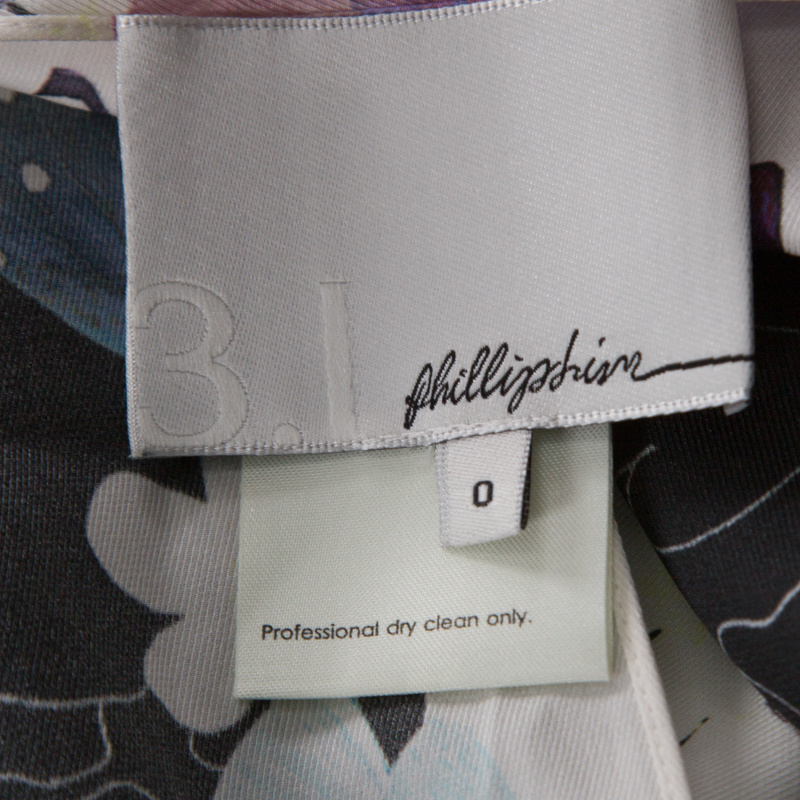 3.1
phillip lim
0
Professional dry clean only.